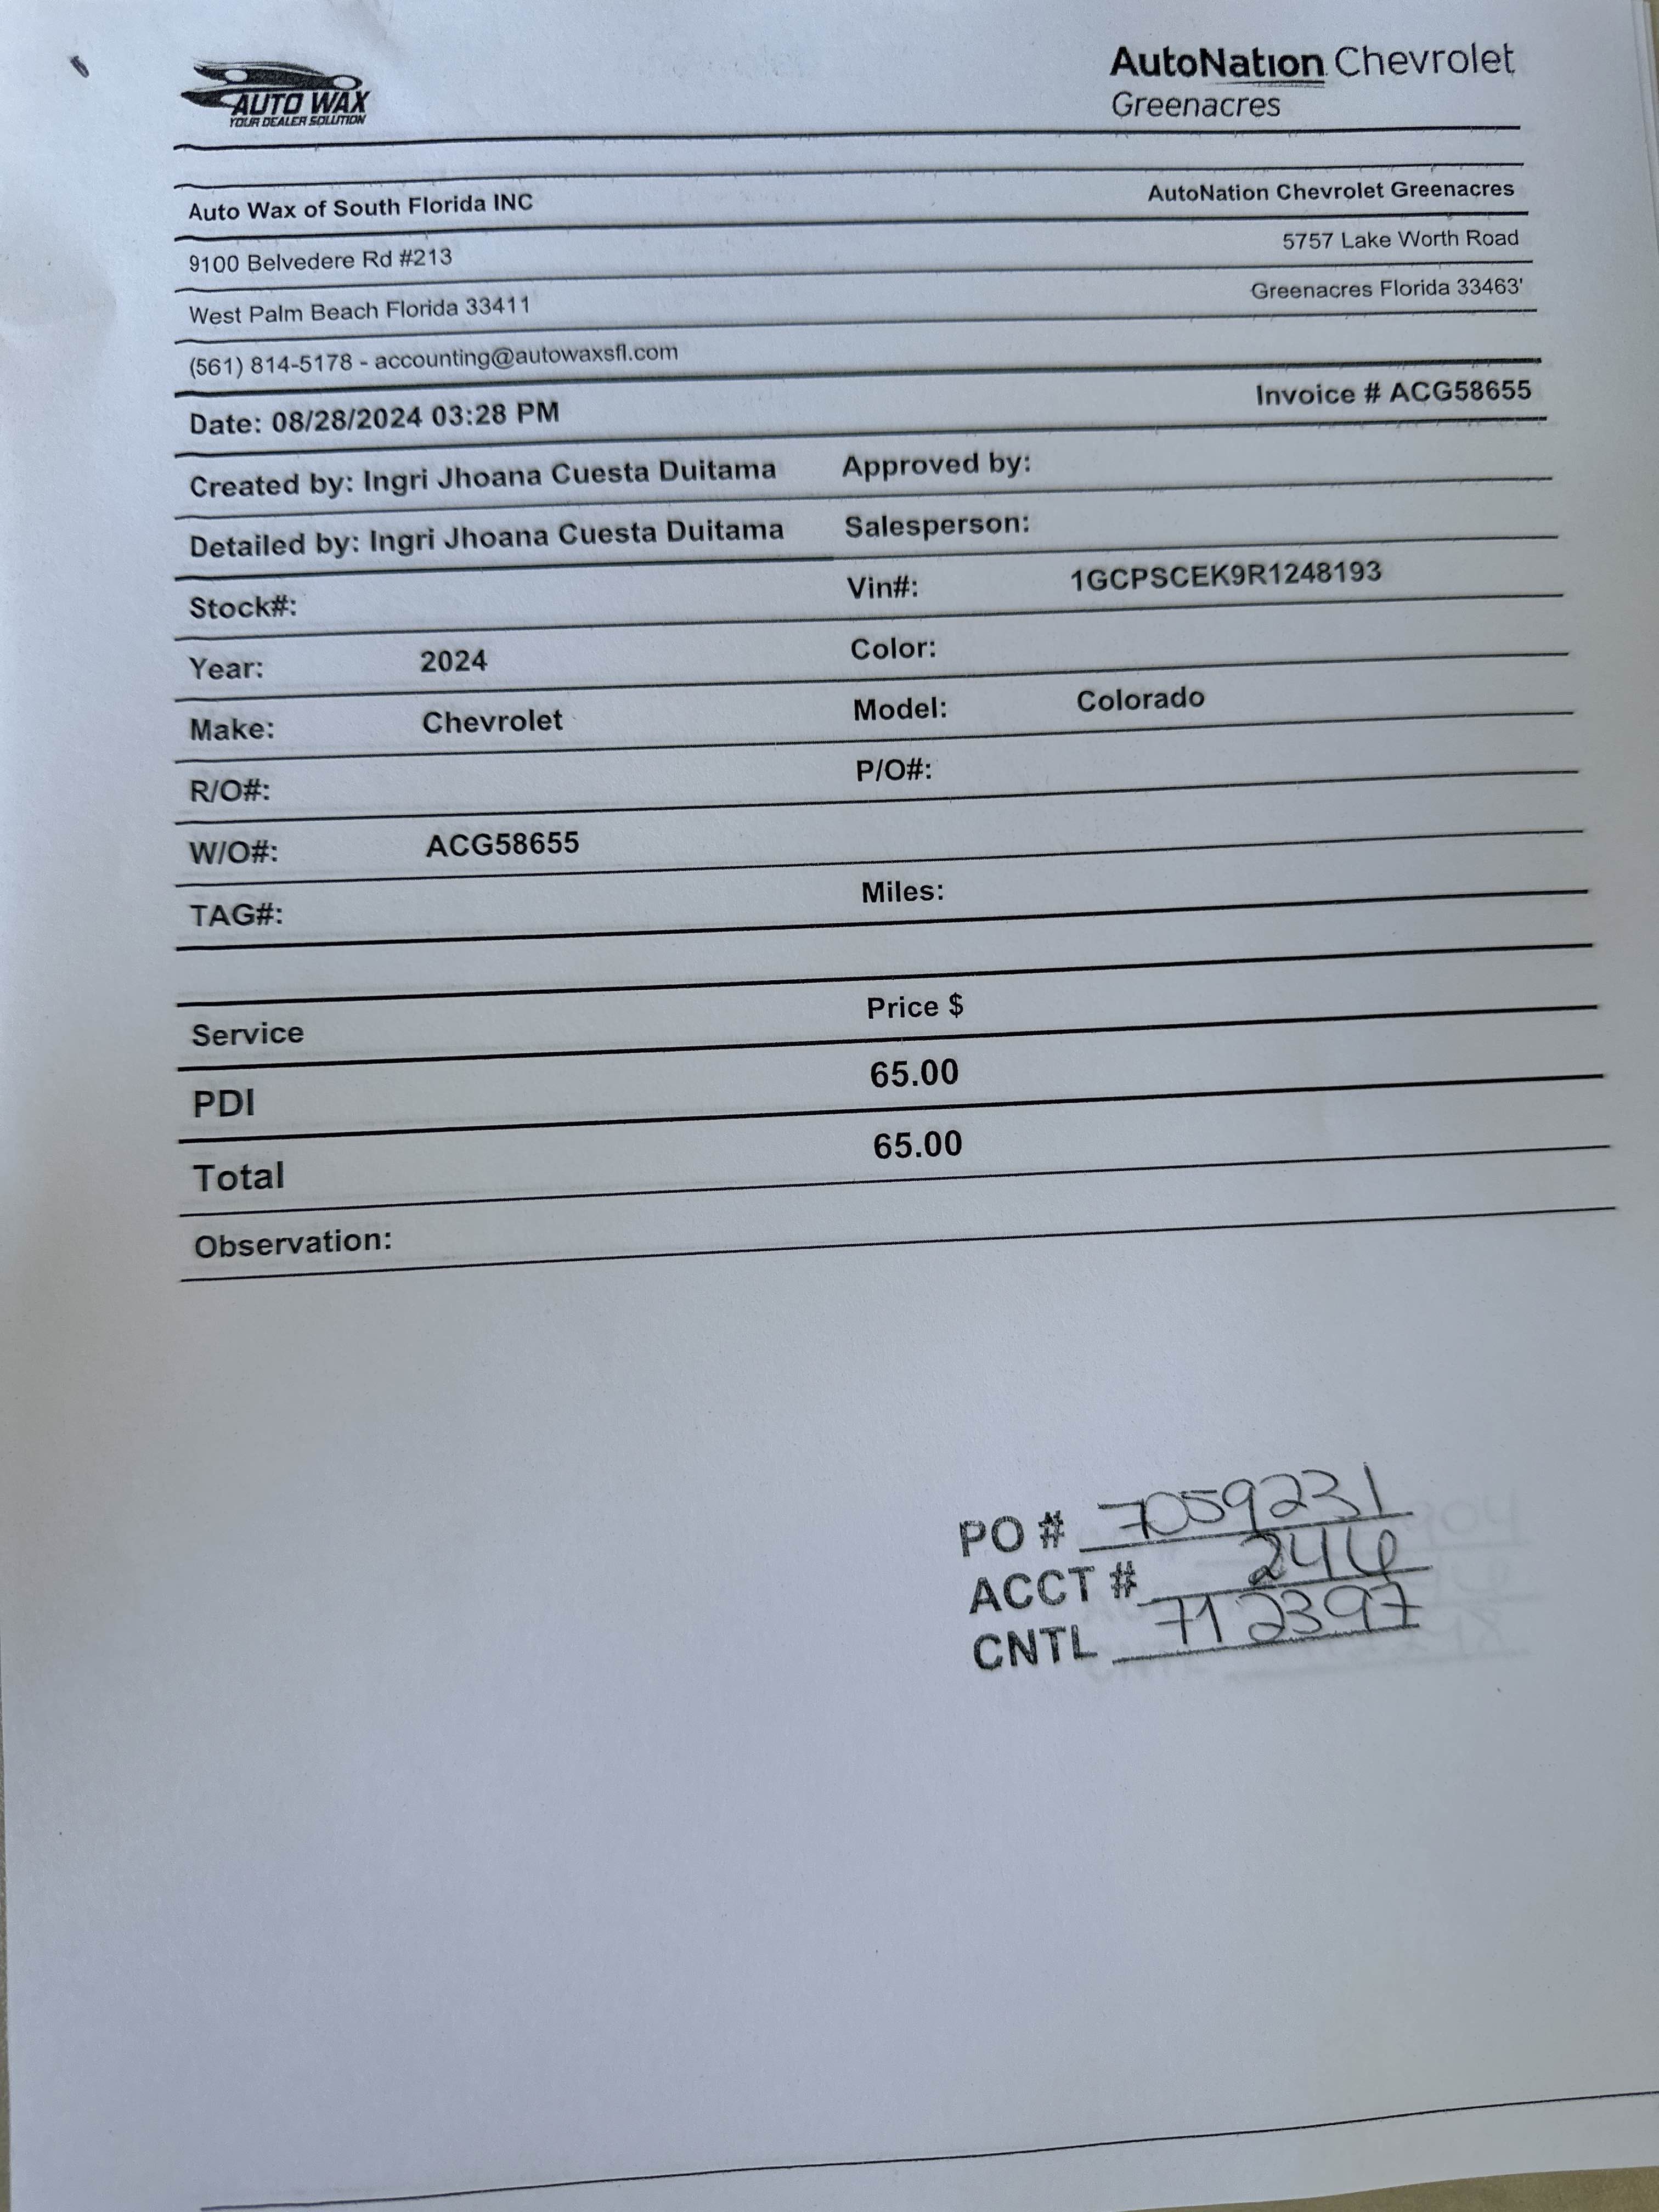 AUTO WAX
YOUR DEALER SOLUTION
AutoNation Chevrolet
Greenacres
Auto Wax of South Florida INC
AutoNation Chevrolet Greenacres
9100 Belvedere Rd #213
5757 Lake Worth Road
West Palm Beach Florida 33411
Greenacres Florida 33463'
(561) 814-5178 - accounting@autowaxsfl.com
Date: 08/28/2024 03:28 PM
Invoice # ACG58655
Created by: Ingri Jhoana Cuesta Duitama Approved by:
Detailed by: Ingri Jhoana Cuesta Duitama Salesperson:
Stock#: Vin#: 1GCPSCEK9R1248193
Year: 2024 Color:
Make: Chevrolet Model: Colorado
R/O#: P/O#:
W/O#: ACG58655
TAG#: Miles:
Service Price $
PDI 65.00
Total 65.00
Observation:
PO # 7059231
ACCT # 246
CNTL 712397